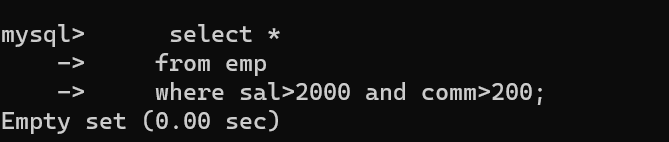 mysql>      select *
    ->     from emp
    ->     where sal>2000 and comm>200;
Empty set (0.00 sec)